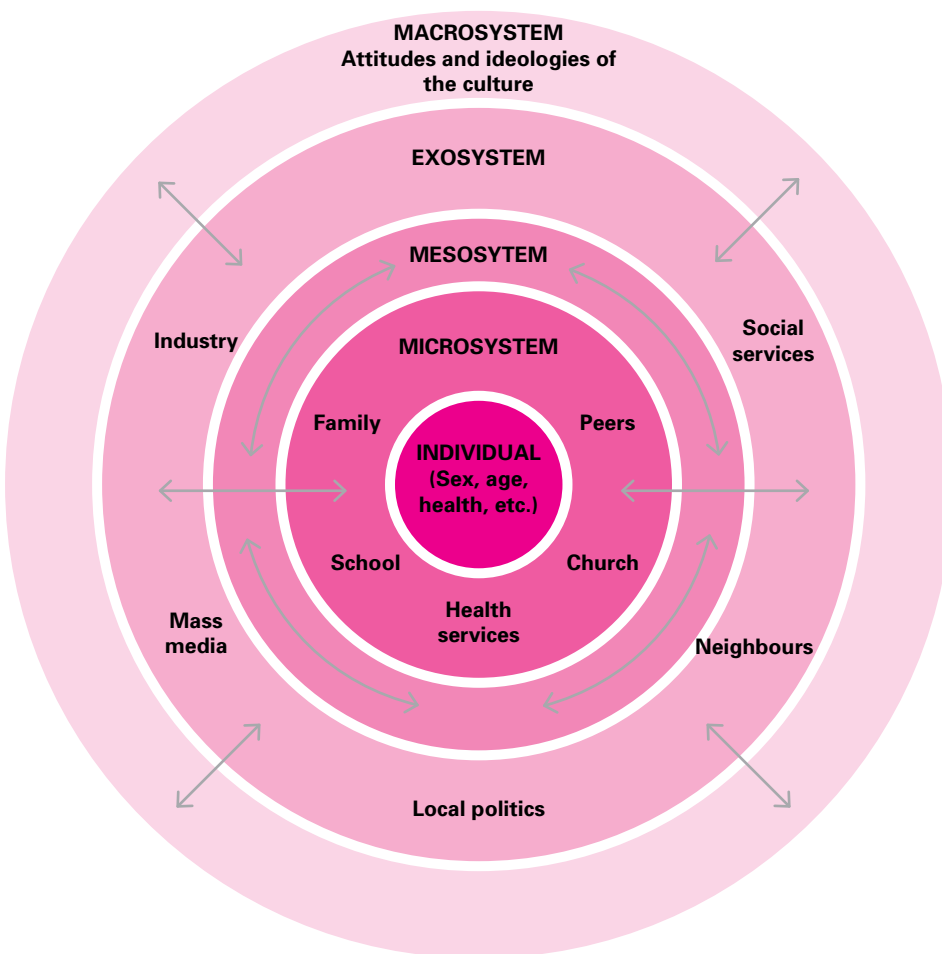 MACROSYSTEM
Attitudes and ideologies of
the culture
EXOSYSTEM
MESOSYTEM
Industry
Social
services
MICROSYSTEM
Family
Peers
INDIVIDUAL
(Sex, age,
health, etc.)
School
Church
Health
services
Mass
media
Neighbours
Local politics